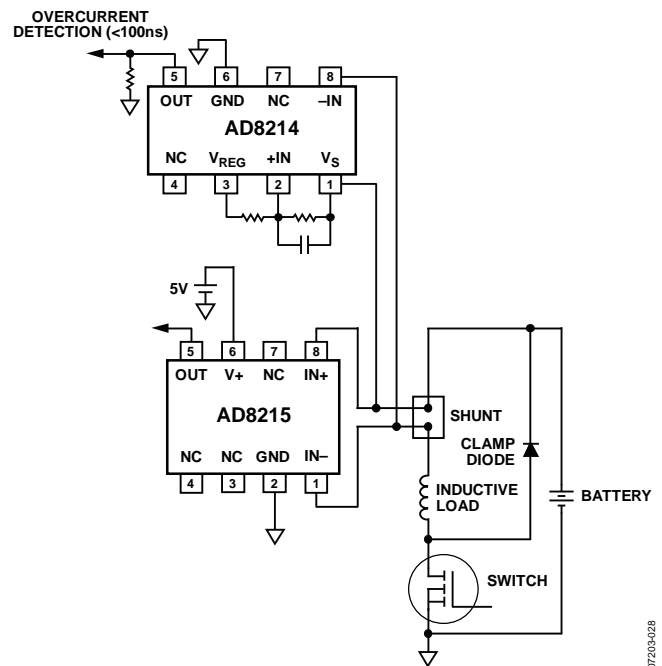 OVERCURRENT
DETECTION (<100ns)
5 6 7 8
OUT GND NC –IN
AD8214
NC VREG +IN VS
4 3 2 1
5V
5 6 7 8
OUT V+ NC IN+
AD8215
NC NC GND IN–
4 3 2 1
SHUNT
CLAMP
DIODE
INDUCTIVE
LOAD
BATTERY
SWITCH
07203-028